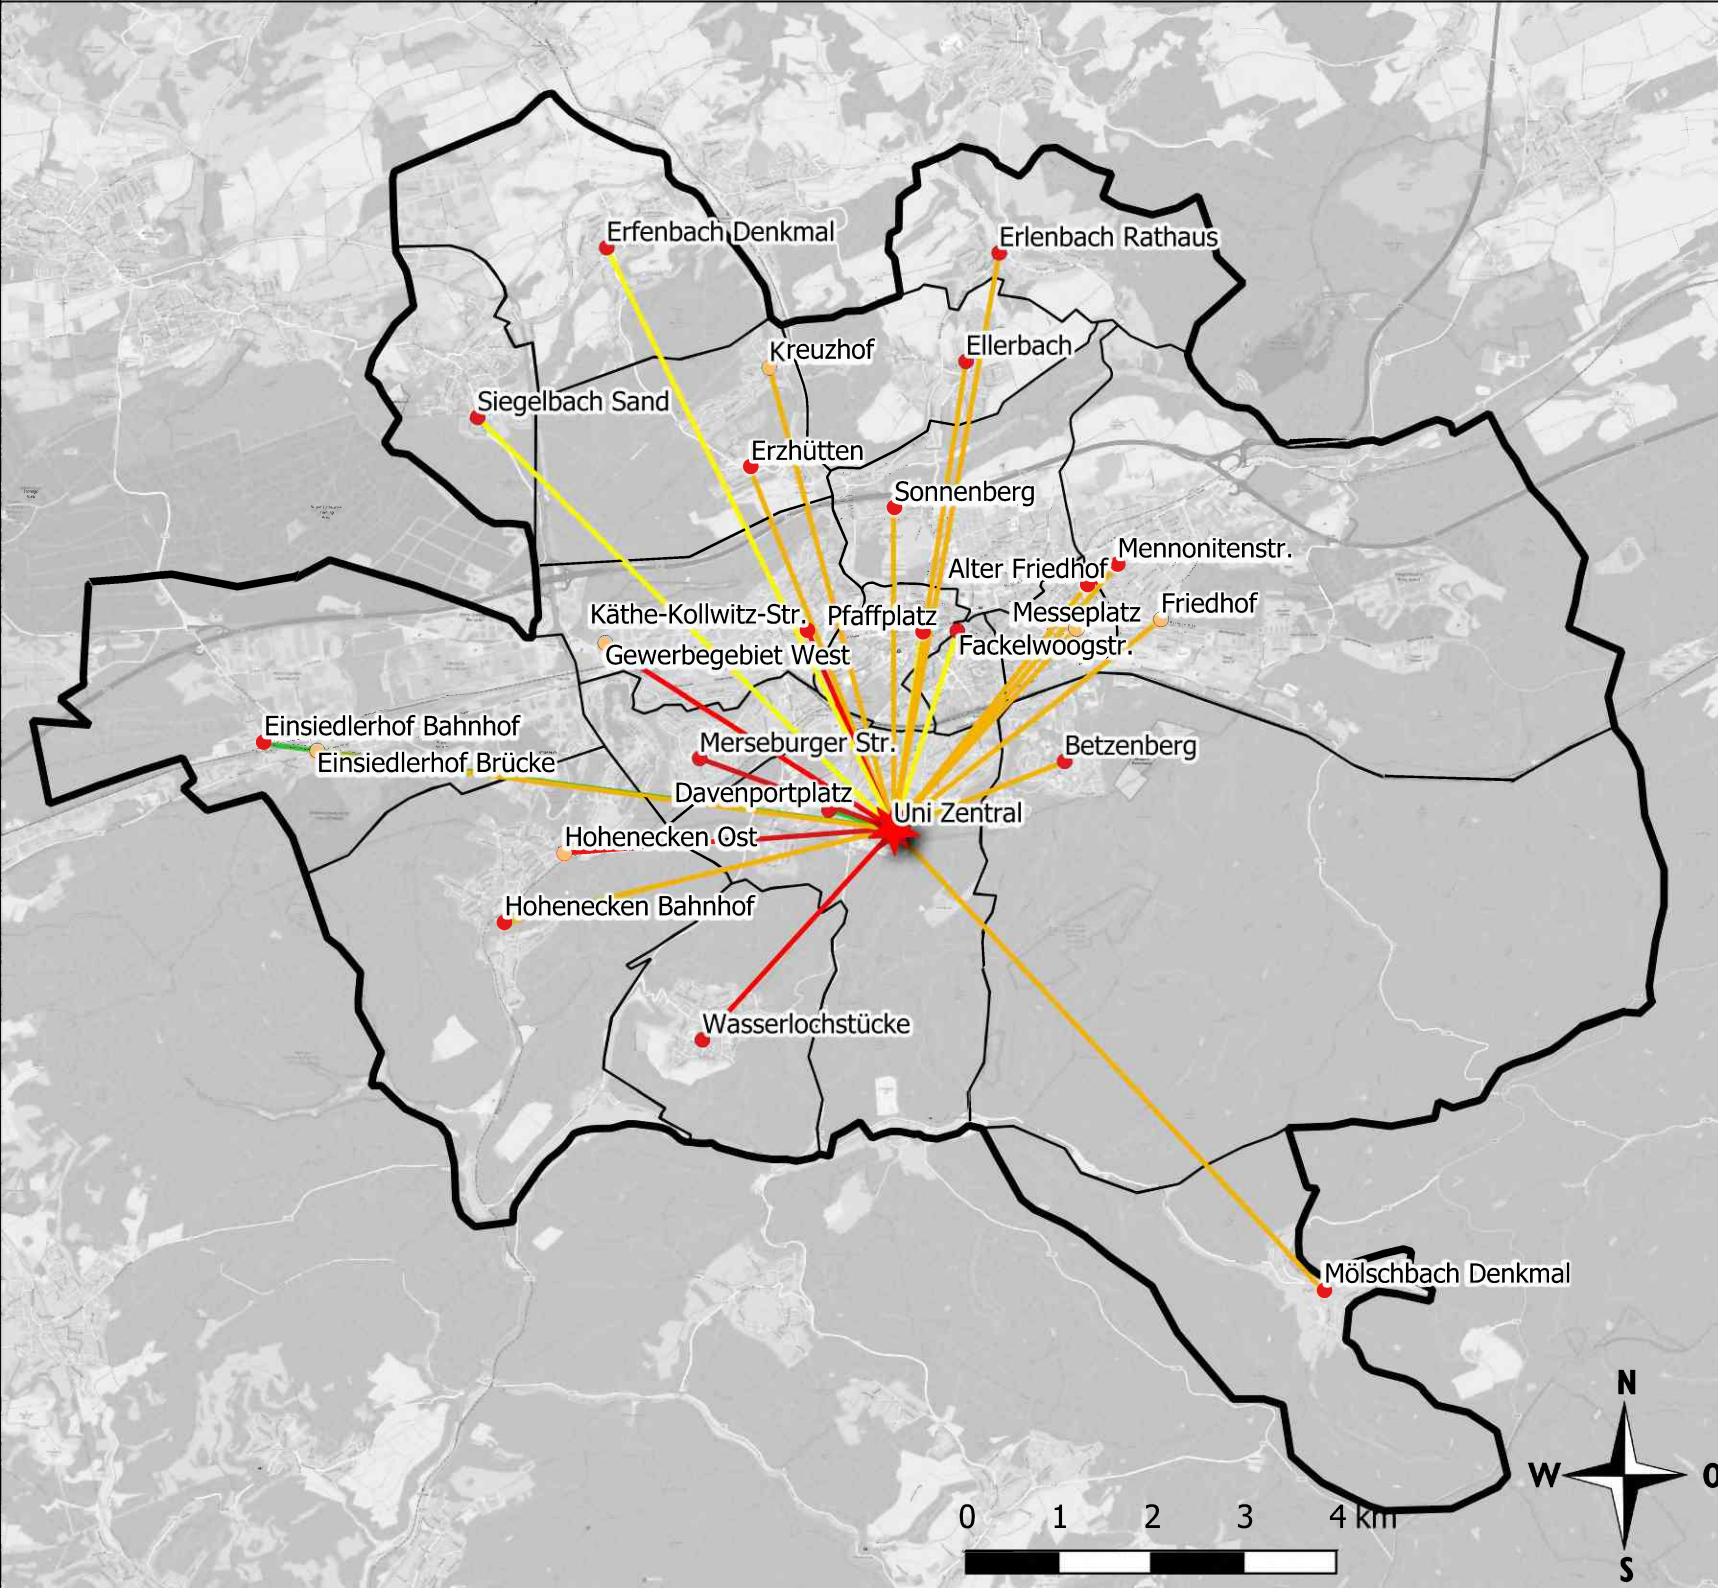 Erfenbach Denkmal
Erlenbach Rathaus
Kreuzhof
Ellerbach
Siegelbach Sand
Erzhütten
Sonnenberg
Mennonitenstr.
Alter Friedhof
Käthe-Kollwitz-Str.
Pfaffplatz
Messeplatz
Friedhof
Gewerbegebiet West
Fackelwoogstr.
Einsiedlerhof Bahnhof
Merseburger Str.
Betzenberg
Einsiedlerhof Brücke
Davenportplatz
Uni Zentral
Hohenecken Ost
Hohenecken Bahnhof
Wasserlochstücke
Mölschbach Denkmal
N
W
O
S
0 1 2 3 4 km